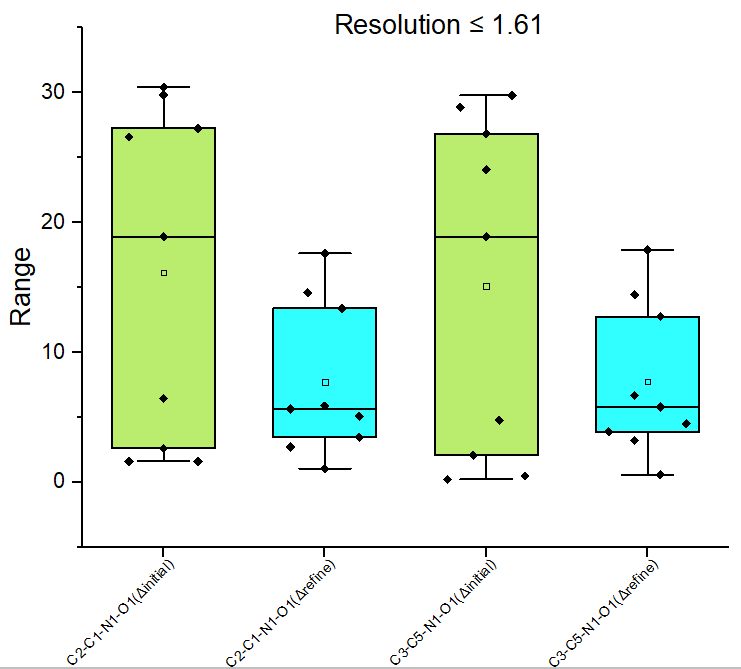 Resolution ≤ 1.61
Range
30
20
10
0
C2-C1-N1-O1(Δinitial)
C2-C1-N1-O1(Δrefine)
C3-C5-N1-O1(Δinitial)
C3-C5-N1-O1(Δrefine)